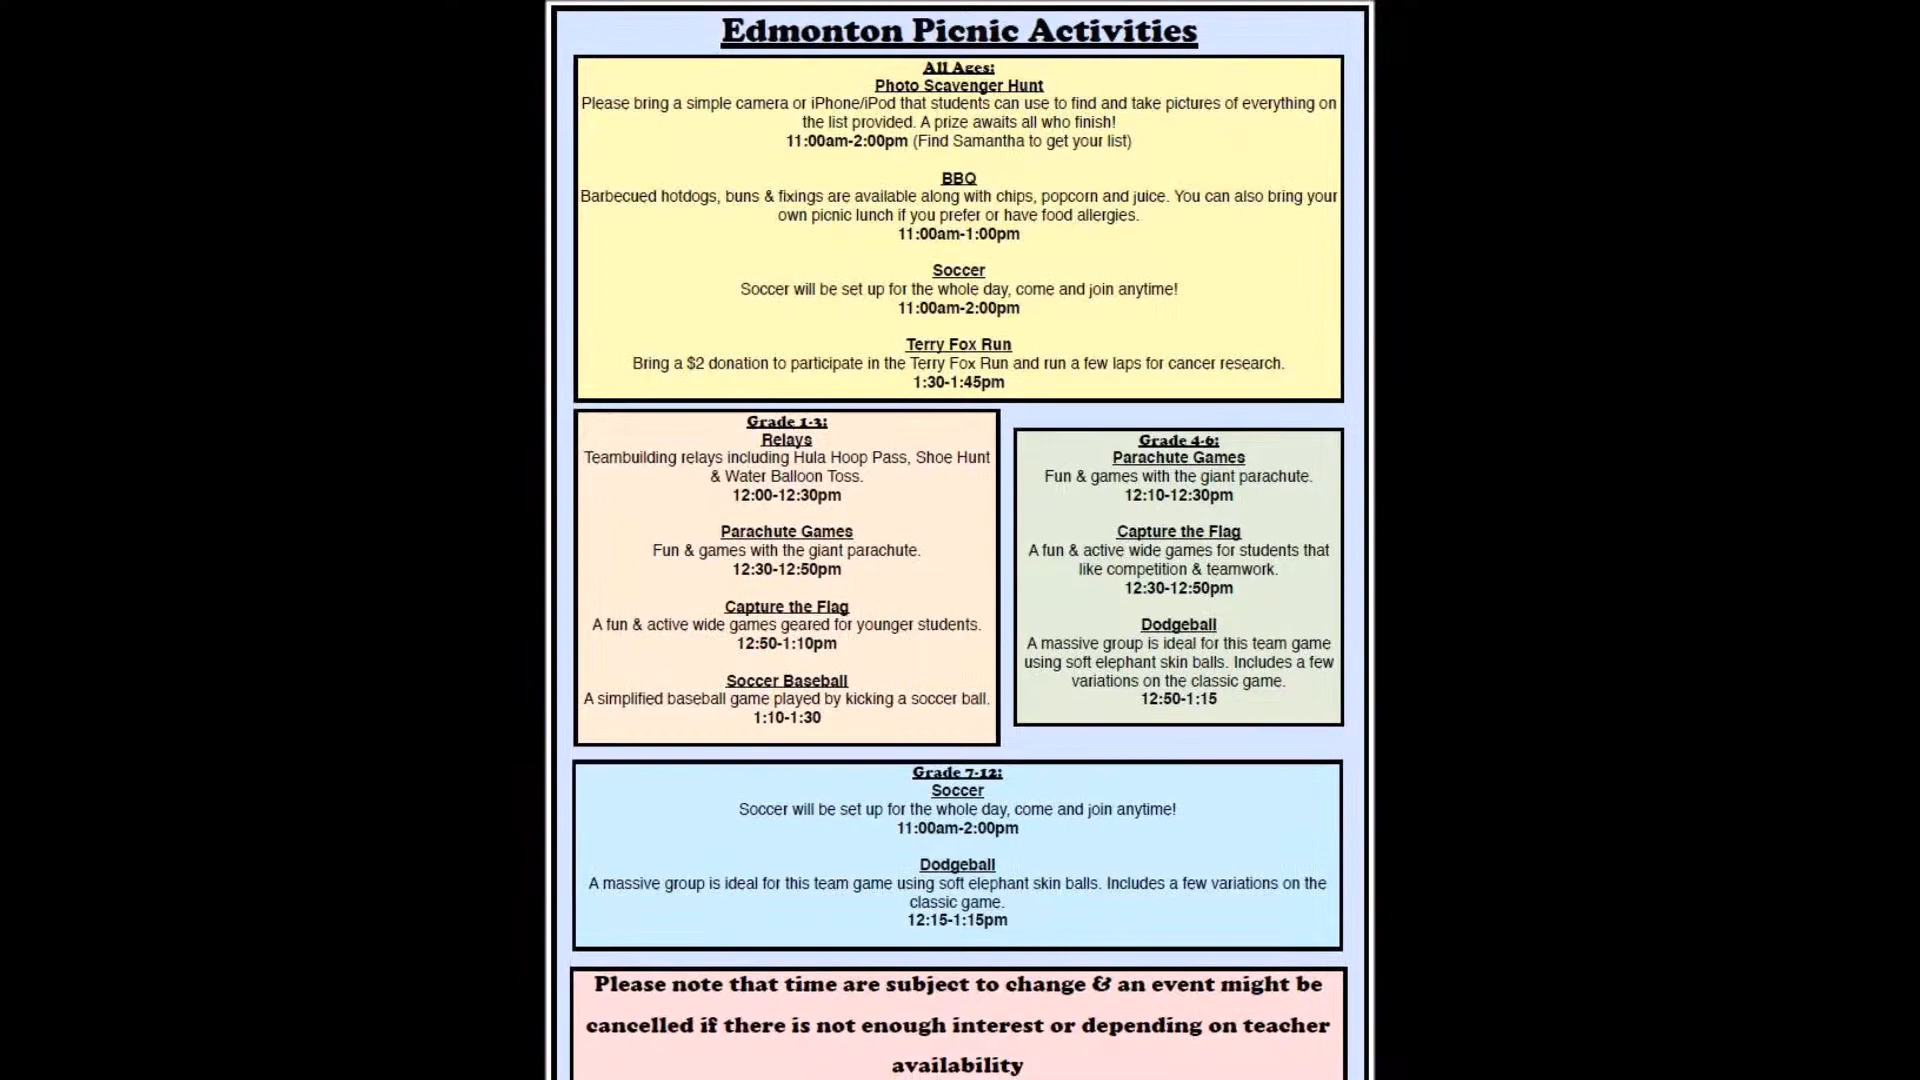 Edmonton Picnic Activities
All Ages:
Photo Scavenger Hunt
Please bring a simple camera or iPhone/iPod that students can use to find and take pictures of everything on
the list provided. A prize awaits all who finish!
11:00am-2:00pm (Find Samantha to get your list)
BBQ
Barbecued hotdogs, buns & fixings are available along with chips, popcorn and juice. You can also bring your
own picnic lunch if you prefer or have food allergies.
11:00am-1:00pm
Soccer
Soccer will be set up for the whole day, come and join anytime!
11:00am-2:00pm
Terry Fox Run
Bring a $2 donation to participate in the Terry Fox Run and run a few laps for cancer research.
1:30-1:45pm
Grade 1-3:
Relays
Teambuilding relays including Hula Hoop Pass, Shoe Hunt
& Water Balloon Toss.
12:00-12:30pm
Parachute Games
Fun & games with the giant parachute.
12:30-12:50pm
Capture the Flag
A fun & active wide games geared for younger students.
12:50-1:10pm
Soccer Baseball
A simplified baseball game played by kicking a soccer ball.
1:10-1:30
Grade 4-6:
Parachute Games
Fun & games with the giant parachute.
12:10-12:30pm
Capture the Flag
A fun & active wide games for students that
like competition & teamwork.
12:30-12:50pm
Dodgeball
A massive group is ideal for this team game
using soft elephant skin balls. Includes a few
variations on the classic game.
12:50-1:15
Grade 7-12:
Soccer
Soccer will be set up for the whole day, come and join anytime!
11:00am-2:00pm
Dodgeball
A massive group is ideal for this team game using soft elephant skin balls. Includes a few variations on the
classic game.
12:15-1:15pm
Please note that time are subject to change & an event might be
cancelled if there is not enough interest or depending on teacher
availability